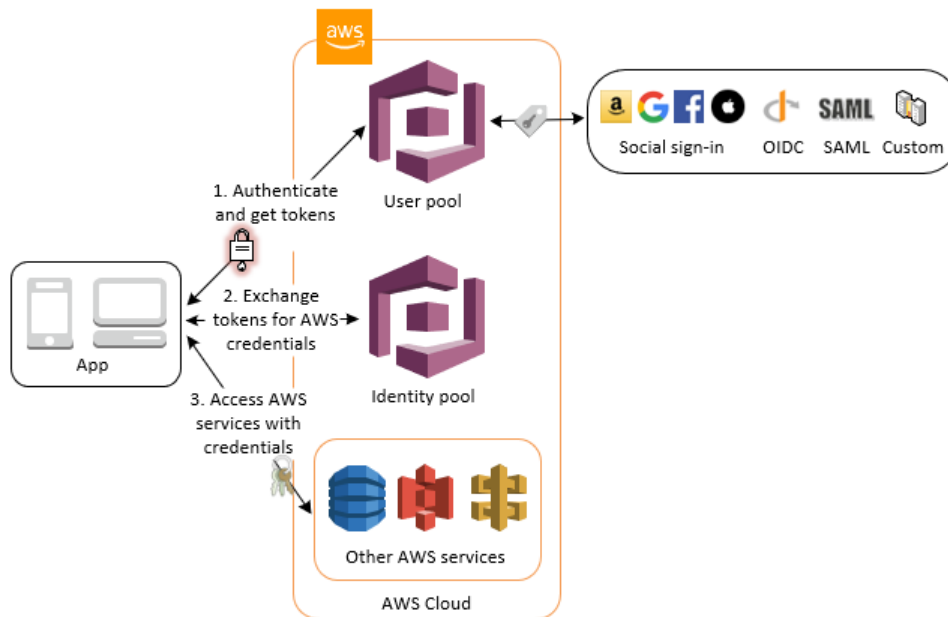 aws
1. Authenticate
and get tokens
User pool
a
G
f
SAML
Social sign-in
OIDC
SAML
Custom
2. Exchange
tokens for AWS
credentials
App
Identity pool
3. Access AWS
services with
credentials
Other AWS services
AWS Cloud